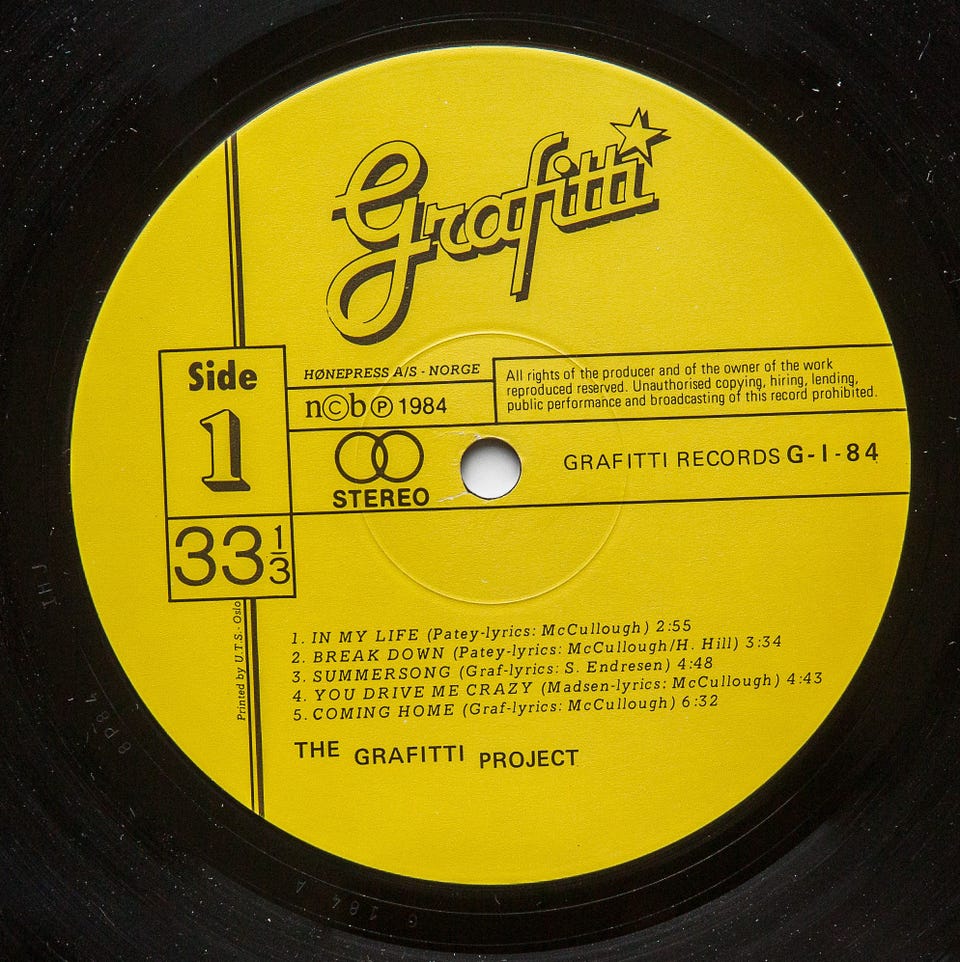 Grafitti
Side
1
33 1/3
HØNEPRESS A/S - NORGE
n©b Ⓟ 1984
STEREO
All rights of the producer and of the owner of the work
reproduced reserved. Unauthorised copying, hiring, lending,
public performance and broadcasting of this record prohibited.
GRAFITTI RECORDS G-1-84
Printed by U.T.S.- Oslo
1. IN MY LIFE (Patey-lyrics: McCullough) 2:55
2. BREAK DOWN (Patey-lyrics: McCullough/H. Hill) 3:34
3. SUMMERSONG (Graf-lyrics: S. Endresen) 4:48
4. YOU DRIVE ME CRAZY (Madsen-lyrics: McCullough) 4:43
5. COMING HOME (Graf-lyrics: McCullough) 6:32
THE GRAFITTI PROJECT